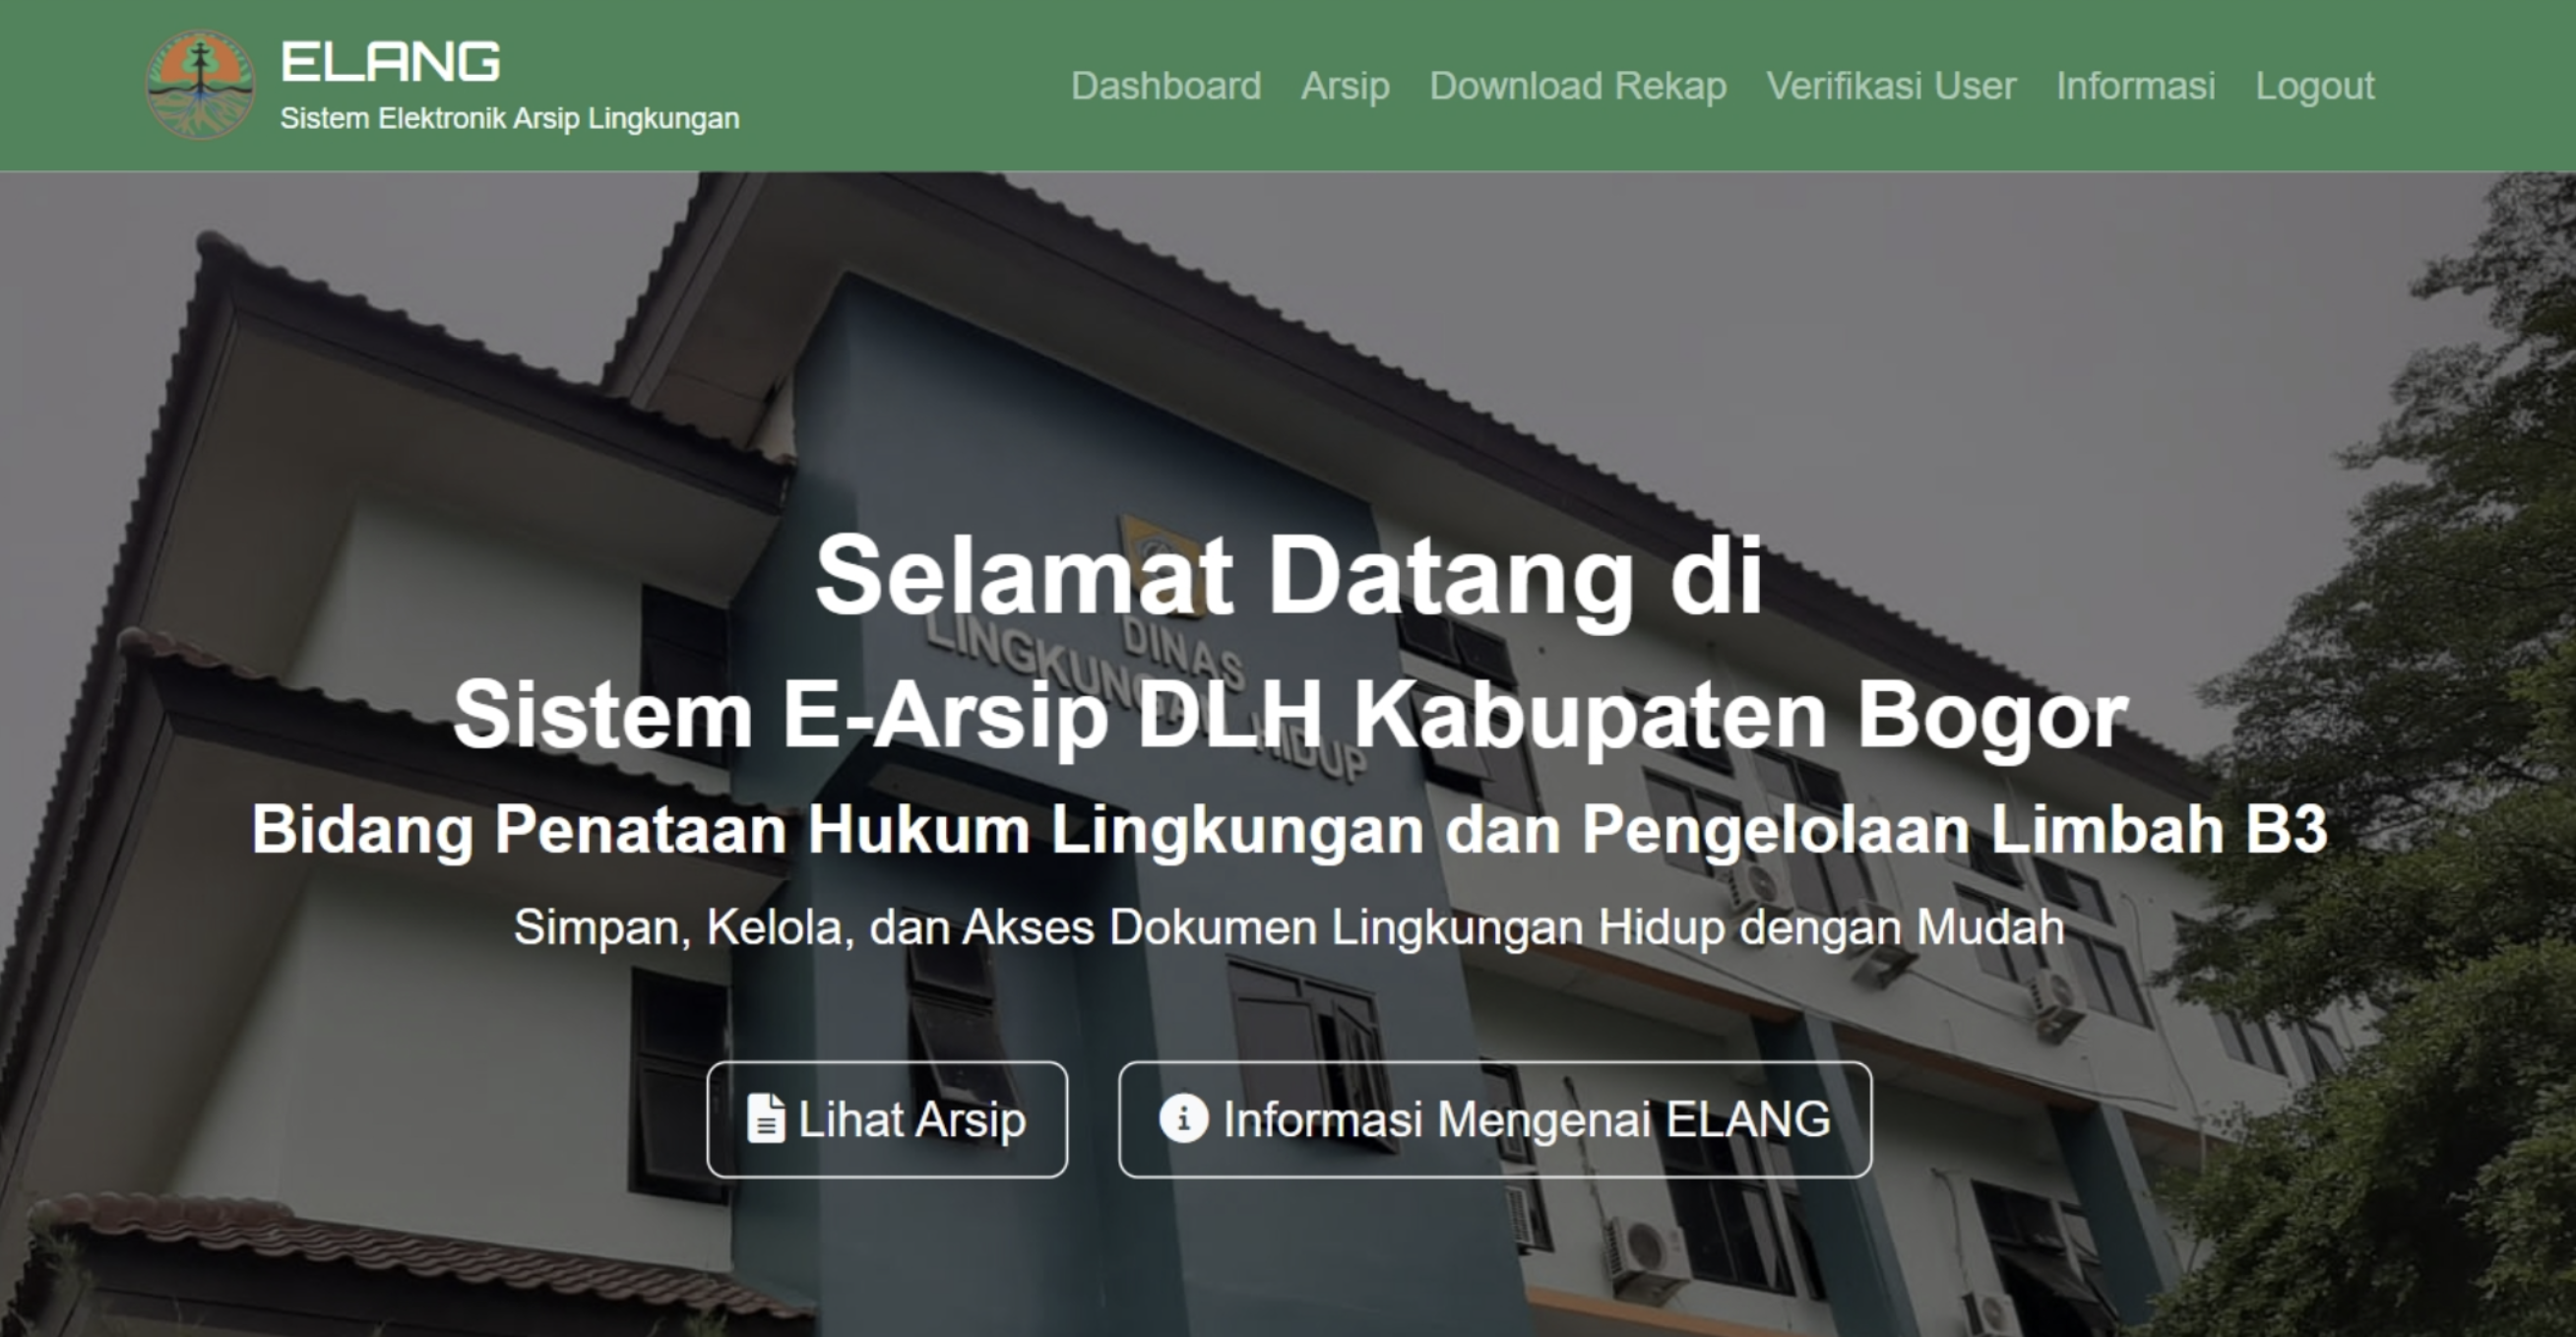 ELANG
Sistem Elektronik Arsip Lingkungan
Dashboard Arsip Download Rekap Verifikasi User Informasi Logout
Selamat Datang di
DINAS
LINGKUNGAN HIDUP
Sistem E-Arsip DLH Kabupaten Bogor
Bidang Penataan Hukum Lingkungan dan Pengelolaan Limbah B3
Simpan, Kelola, dan Akses Dokumen Lingkungan Hidup dengan Mudah
Lihat Arsip
Informasi Mengenai ELANG